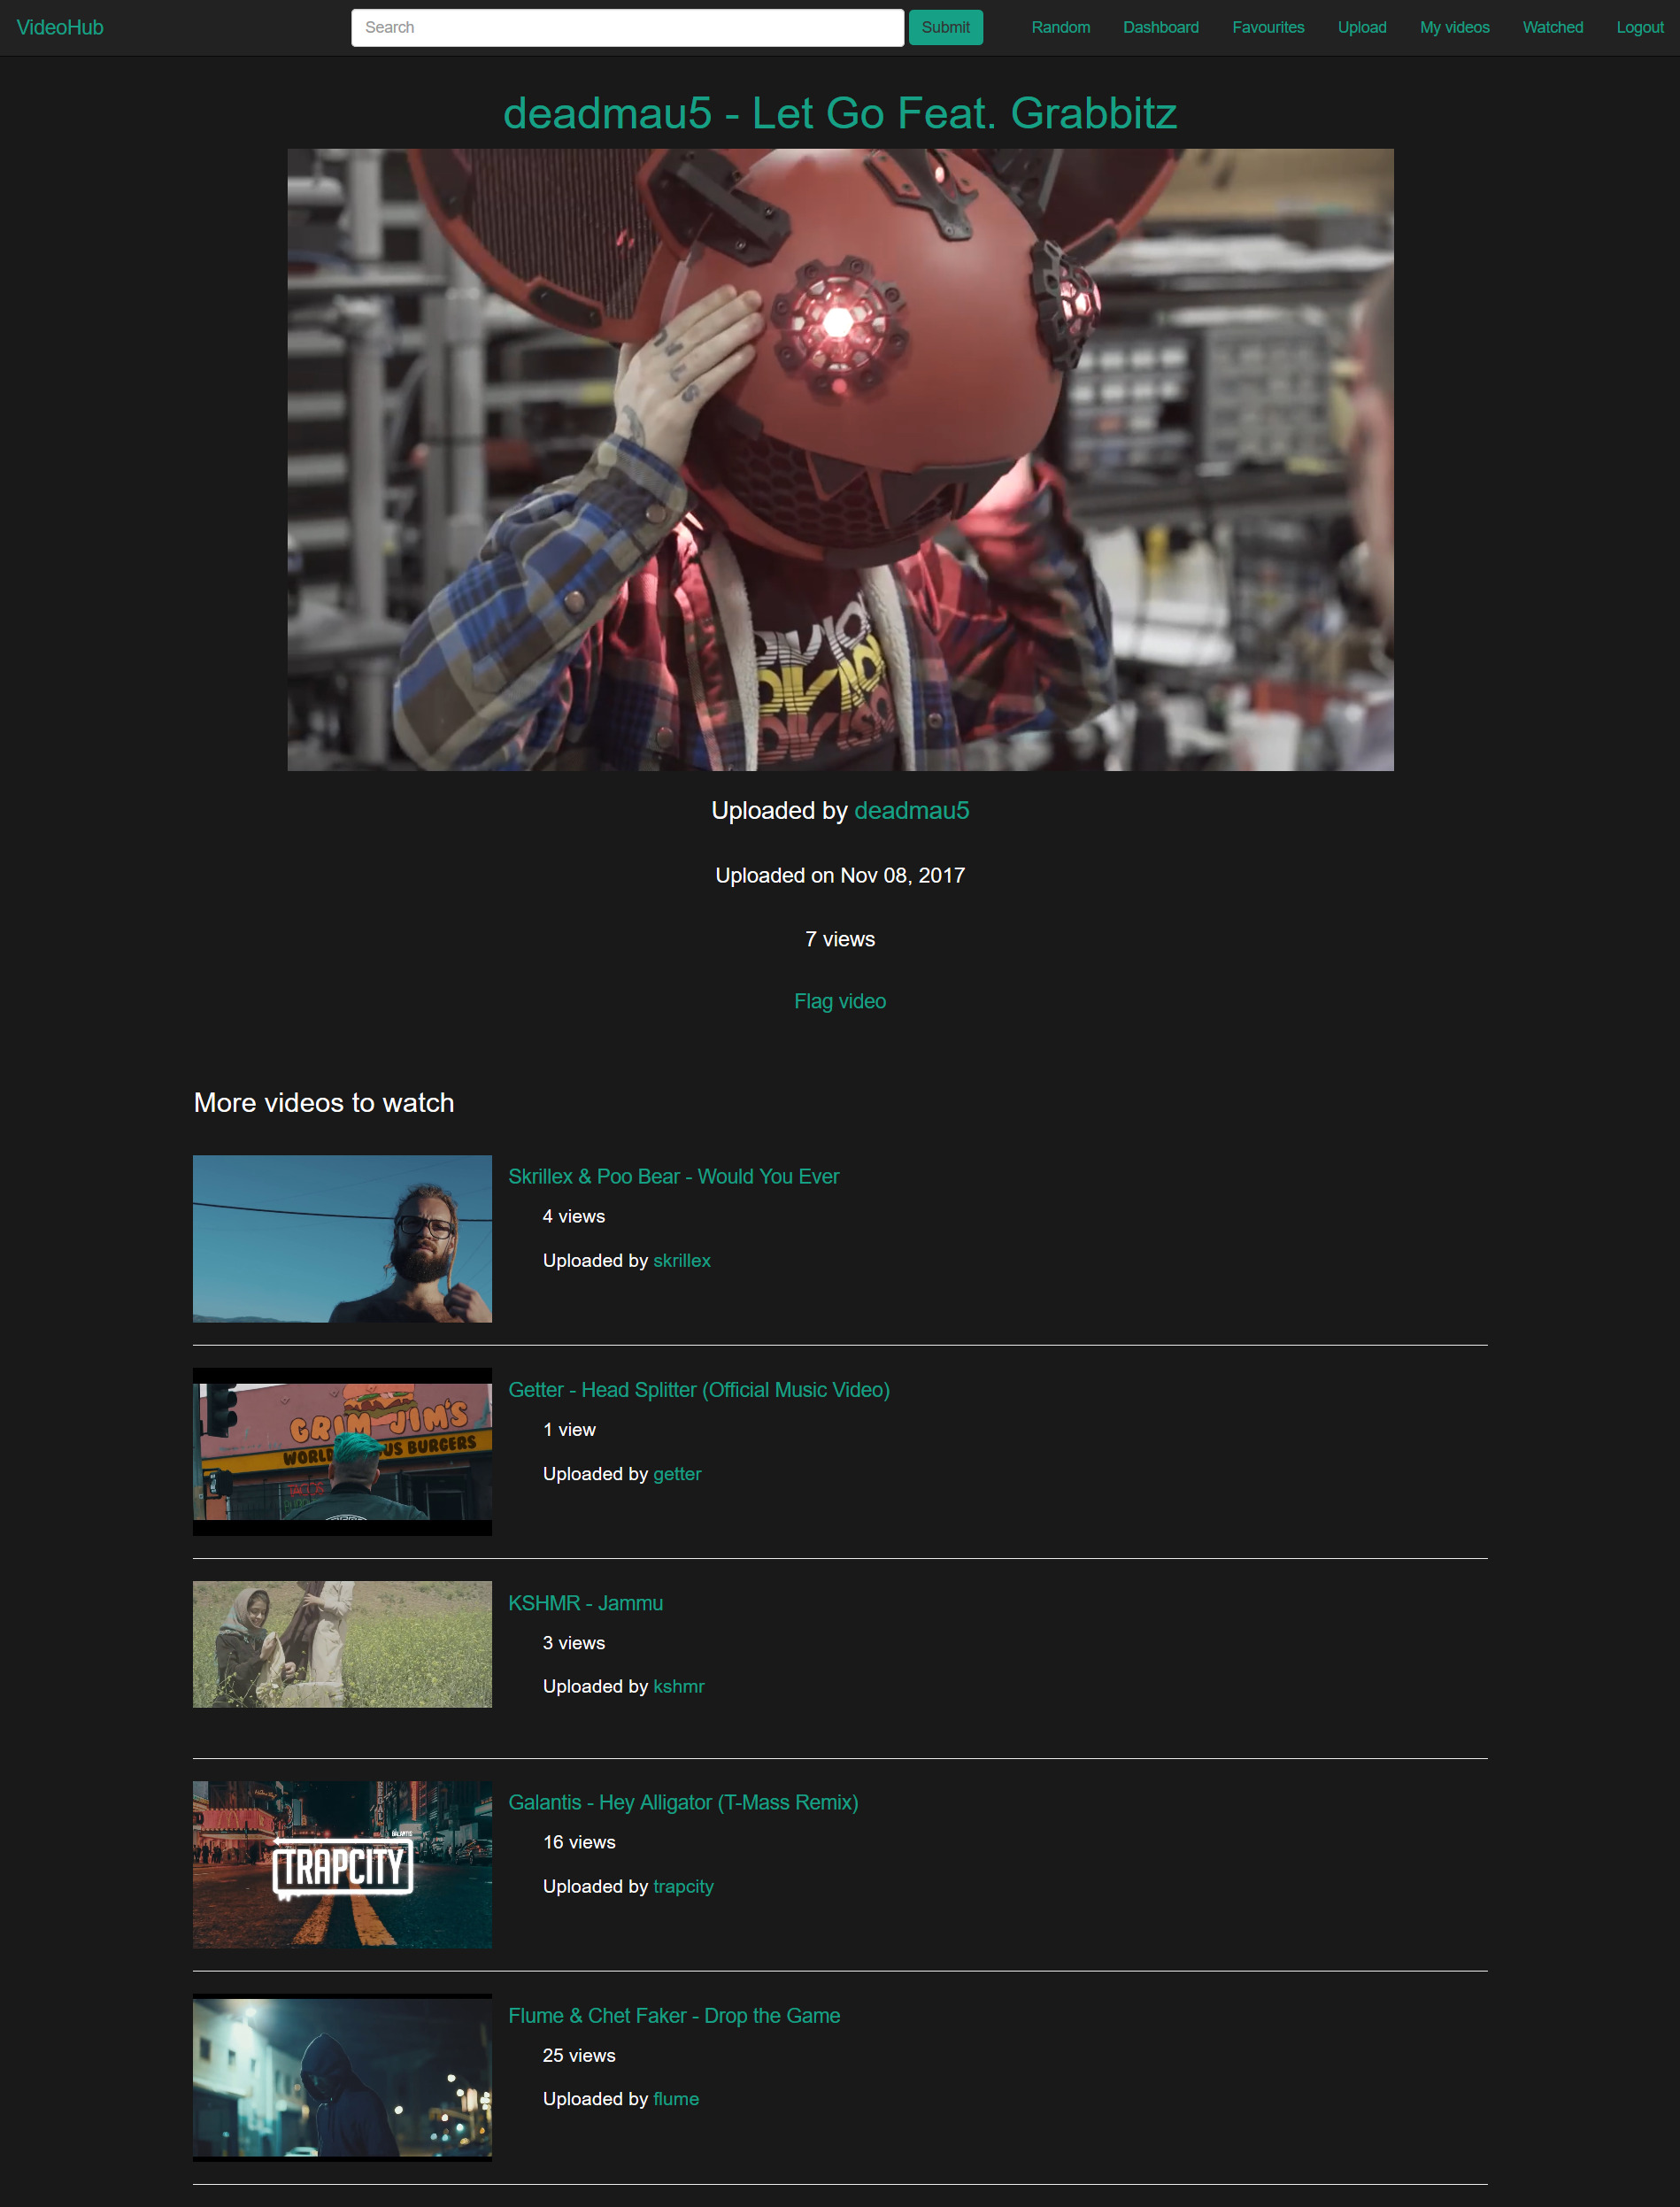 VideoHub
Search
Submit
Random
Dashboard
Favourites
Upload
My videos
Watched
Logout
deadmau5 - Let Go Feat. Grabbitz
Uploaded by deadmau5
Uploaded on Nov 08, 2017
7 views
Flag video
More videos to watch
Skrillex & Poo Bear - Would You Ever
4 views
Uploaded by skrillex
GRIM JIM'S
US BURGERS
TACOS
Getter - Head Splitter (Official Music Video)
1 view
Uploaded by getter
KSHMR - Jammu
3 views
Uploaded by kshmr
GALANTIS
TRAPCITY
Galantis - Hey Alligator (T-Mass Remix)
16 views
Uploaded by trapcity
Flume & Chet Faker - Drop the Game
25 views
Uploaded by flume